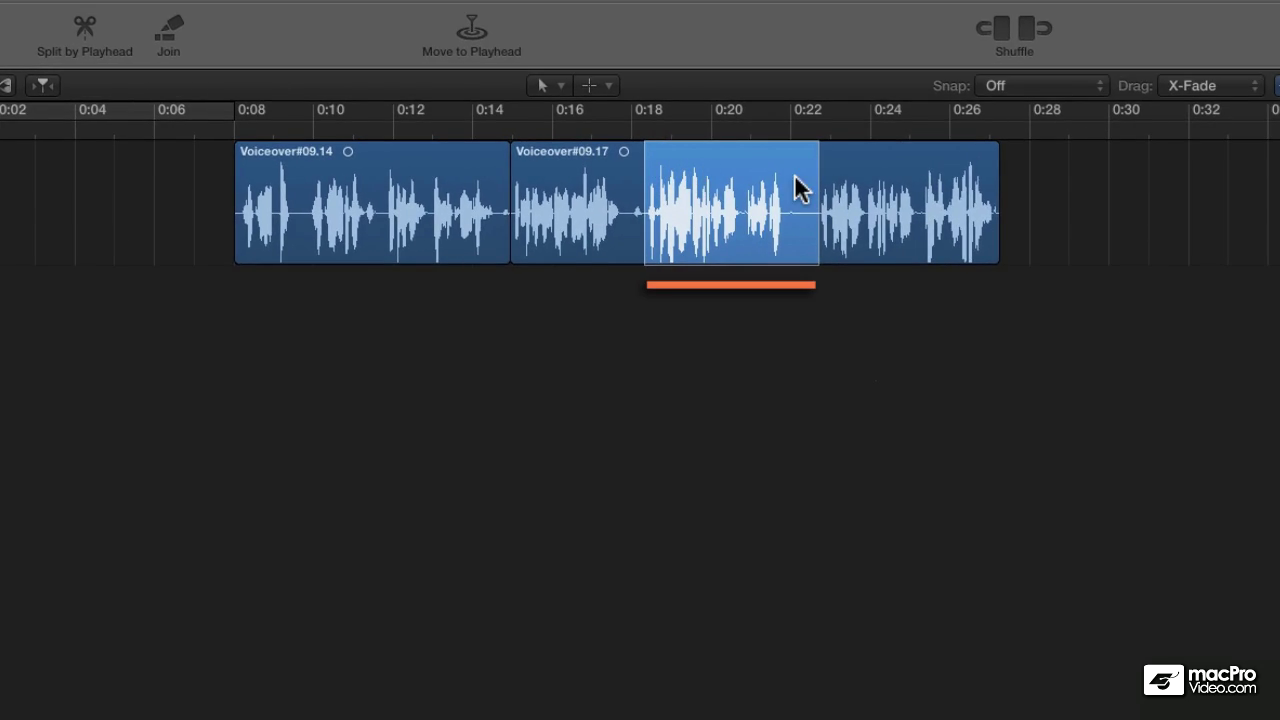 Split by Playhead
Join
Move to Playhead
Shuffle
Snap: Off
Drag: X-Fade
0:02 0:04 0:06 0:08 0:10 0:12 0:14 0:16 0:18 0:20 0:22 0:24 0:26 0:28 0:30 0:32 0
Voiceover#09.14
Voiceover#09.17
macPro
Video.com